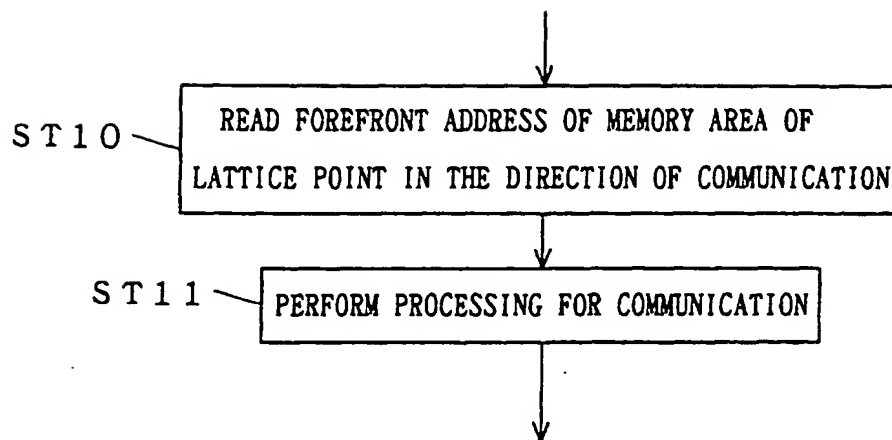 READ FOREFRONT ADDRESS OF MEMORY AREA OF
ST10
LATTICE POINT IN THE DIRECTION OF COMMUNICATION
ST11
PERFORM PROCESSING FOR COMMUNICATION